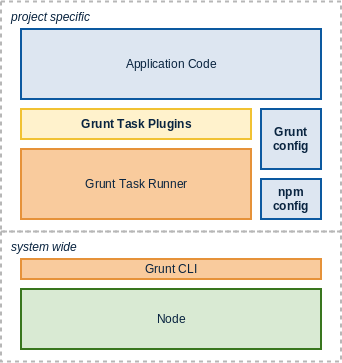 project specific
Application Code
Grunt Task Plugins
Grunt
config
Grunt Task Runner
npm
config
system wide
Grunt CLI
Node